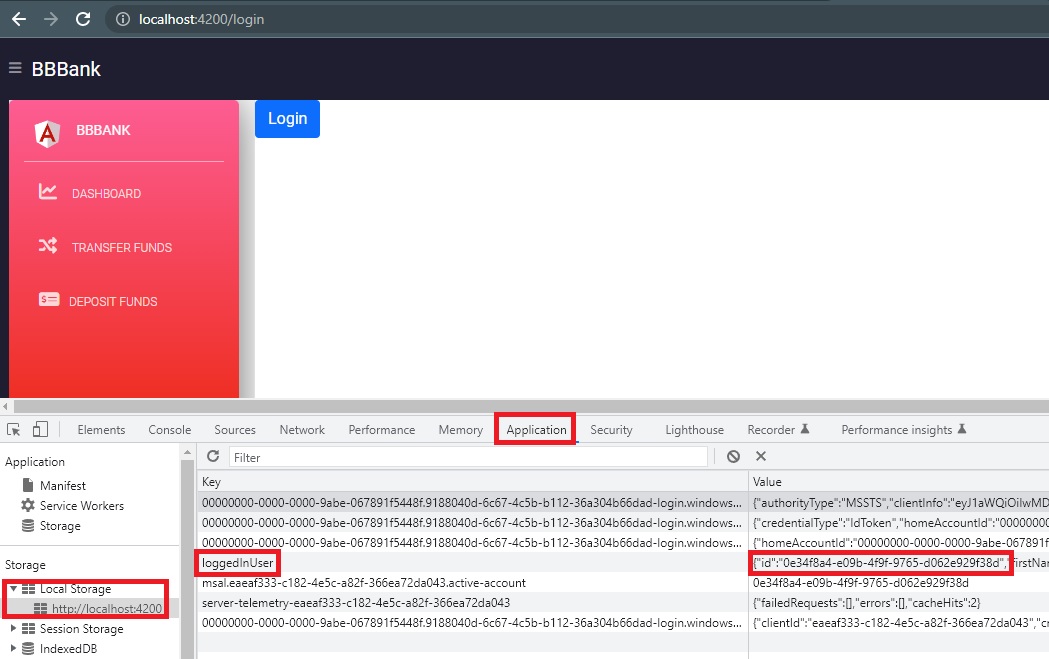 localhost:4200/login
BBBank
BBBANK
Login
DASHBOARD
TRANSFER FUNDS
DEPOSIT FUNDS
Elements Console Sources Network Performance Memory Application Security Lighthouse Recorder Performance insights
Application
Filter
Key Value
Manifest
Service Workers
Storage
Storage
Local Storage
http://localhost:4200
Session Storage
IndexedDB
00000000-0000-0000-9abe-067891f5448f.9188040d-6c67-4c5b-b112-36a304b66dad-login.windows... {"authorityType":"MSSTS","clientInfo":"eyJ1aWQiOiIwMD
00000000-0000-0000-9abe-067891f5448f.9188040d-6c67-4c5b-b112-36a304b66dad-login.windows... {"credentialType":"IdToken","homeAccountId":"00000000
00000000-0000-0000-9abe-067891f5448f.9188040d-6c67-4c5b-b112-36a304b66dad-login.windows... {"homeAccountId":"00000000-0000-0000-9abe-067891f
loggedInUser {"id":"0e34f8a4-e09b-4f9f-9765-d062e929f38d","firstNam
msal.eaeaf333-c182-4e5c-a82f-366ea72da043.active-account 0e34f8a4-e09b-4f9f-9765-d062e929f38d
server-telemetry-eaeaf333-c182-4e5c-a82f-366ea72da043 {"failedRequests":[],"errors":[],"cacheHits":2}
00000000-0000-0000-9abe-067891f5448f.9188040d-6c67-4c5b-b112-36a304b66dad-login.windows... {"clientId":"eaeaf333-c182-4e5c-a82f-366ea72da043","cr